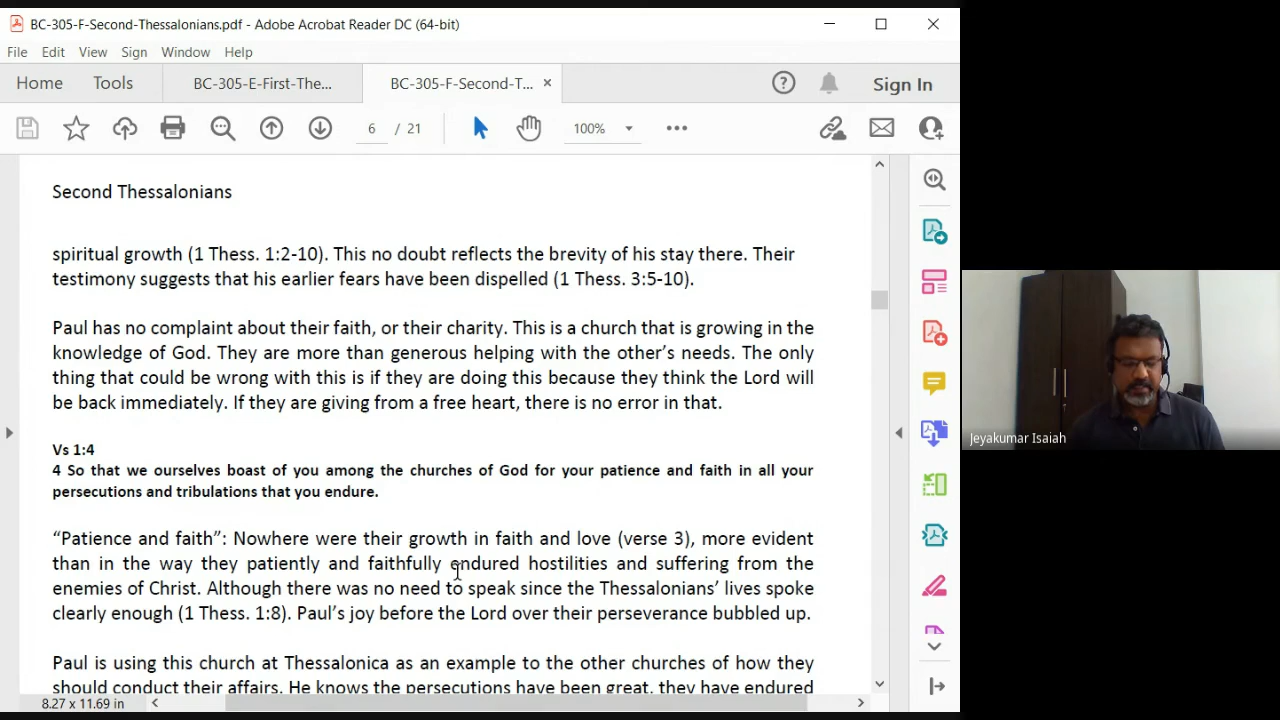 BC-305-F-Second-Thessalonians.pdf - Adobe Acrobat Reader DC (64-bit)
File Edit View Sign Window Help
Home Tools BC-305-E-First-The... BC-305-F-Second-T... Sign In
6 / 21 100%
Second Thessalonians
spiritual growth (1 Thess. 1:2-10). This no doubt reflects the brevity of his stay there. Their
testimony suggests that his earlier fears have been dispelled (1 Thess. 3:5-10).
Paul has no complaint about their faith, or their charity. This is a church that is growing in the
knowledge of God. They are more than generous helping with the other's needs. The only
thing that could be wrong with this is if they are doing this because they think the Lord will
be back immediately. If they are giving from a free heart, there is no error in that.
Vs 1:4
4 So that we ourselves boast of you among the churches of God for your patience and faith in all your
persecutions and tribulations that you endure.
“Patience and faith”: Nowhere were their growth in faith and love (verse 3), more evident
than in the way they patiently and faithfully endured hostilities and suffering from the
enemies of Christ. Although there was no need to speak since the Thessalonians’ lives spoke
clearly enough (1 Thess. 1:8). Paul’s joy before the Lord over their perseverance bubbled up.
Paul is using this church at Thessalonica as an example to the other churches of how they
should conduct their affairs. He knows the persecutions have been great, they have endured
8.27 x 11.69 in
Jeyakumar Isaiah